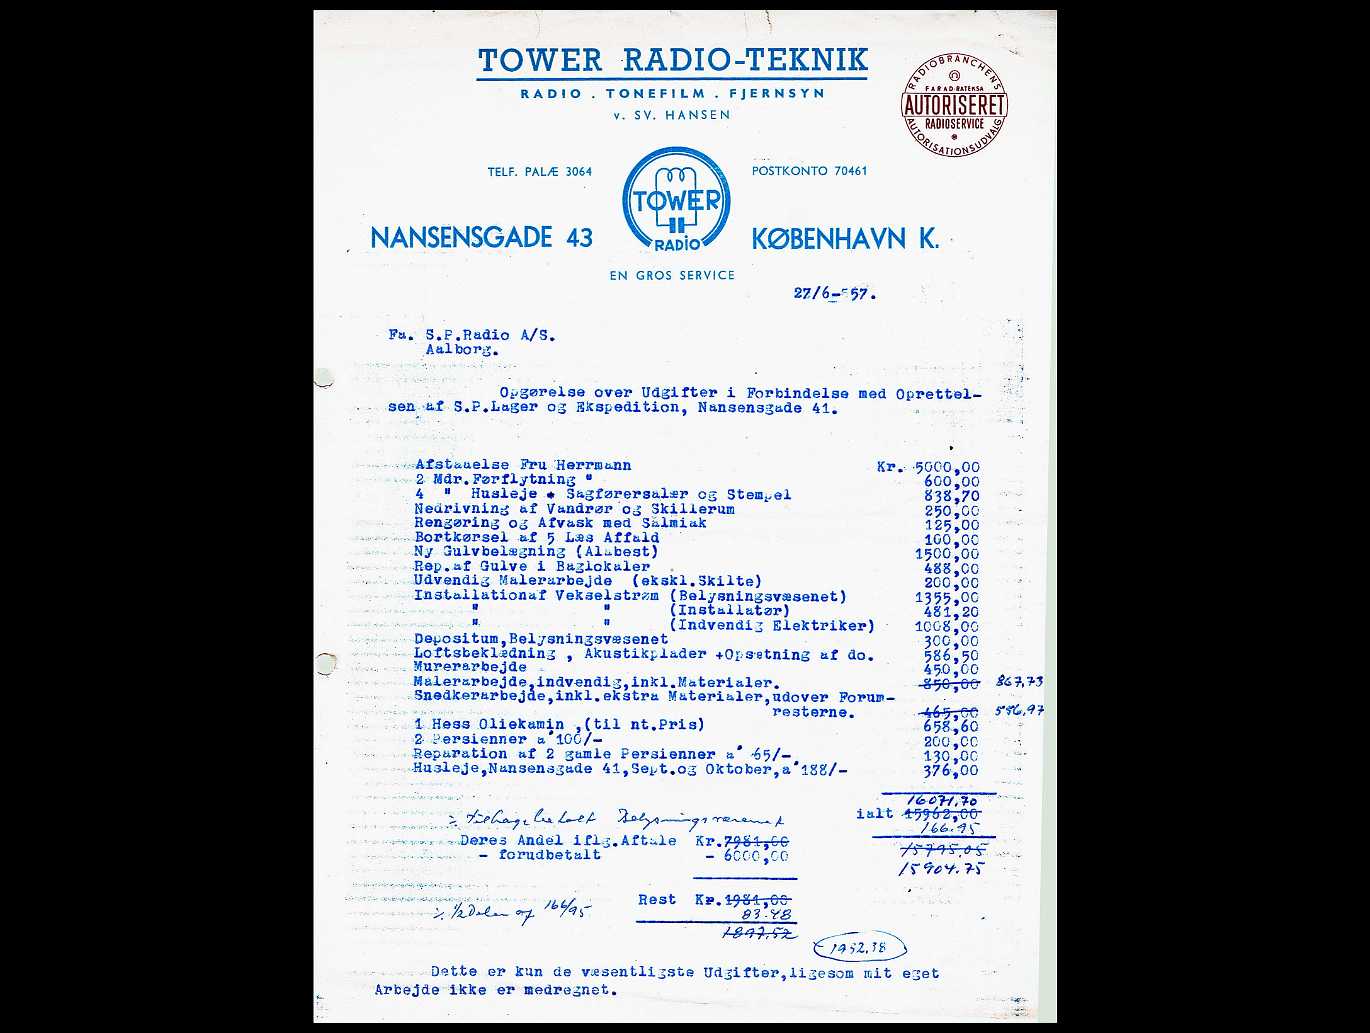 TOWER RADIO-TEKNIK
RADIO . TONEFILM . FJERNSYN
v. SV. HANSEN
RADIOBRANCHENS
FARAD-RATENSA
AUTORISERET
RADIOSERVICE
AUTORISATIONSUDVALG
TELF. PALÆ 3064
POSTKONTO 70461
TOWER
RADIO
NANSENSGADE 43
KØBENHAVN K.
EN GROS SERVICE
27/6-57.
Fa. S.P.Radio A/S.
Aalborg.
Opgørelse over Udgifter i Forbindelse med Oprettel-
sen af S.P.Lager og Ekspedition, Nansensgade 41.
Afstaaelse Fru Herrmann Kr. 5000,00
2 Mdr.Førflytning " 600,00
4 " Husleje + Sagførersalær og Stempel 838,70
Nedrivning af Vandrør og Skillerum 250,00
Rengøring og Afvask med Salmiak 125,00
Bortkørsel af 5 Læs Affald 100,00
Ny Gulvbelægning (Alabest) 1500,00
Rep.af Gulve i Baglokaler 488,00
Udvendig Malerarbejde (ekskl.Skilte) 200,00
Installationaf Vekselstrøm (Belysningsvæsenet) 1355,00
" " (Installatør) 481,20
" " (Indvendig Elektriker) 1008,00
Depositum,Belysningsvæsenet 300,00
Loftsbeklædning , Akustikplader +Opsætning af do. 586,50
Murerarbejde 450,00
Malerarbejde,indvendig,inkl.Materialer. 850,00 867,73
Snedkerarbejde,inkl.ekstra Materialer,udover Forum-
resterne. 465,00 556,97
1 Hess Oliekamin ,(til nt.Pris) 658,60
2 Persienner a' 100/- 200,00
Reparation af 2 gamle Persienner a' 65/- 130,00
Husleje,Nansensgade 41,Sept.og Oktober,a'188/- 376,00
16071,70
ialt 15962,00
÷ tilbagebetalt Belysningsvæsenet 166.95
Deres Andel iflg.Aftale Kr.7981,00
15795.05
- forudbetalt - 6000,00
15904.75
Rest Kr.1981,00
÷ ½ Delen af 166/95 83.48
1897.52
1952.38
Dette er kun de væsentligste Udgifter,ligesom mit eget
Arbejde ikke er medregnet.